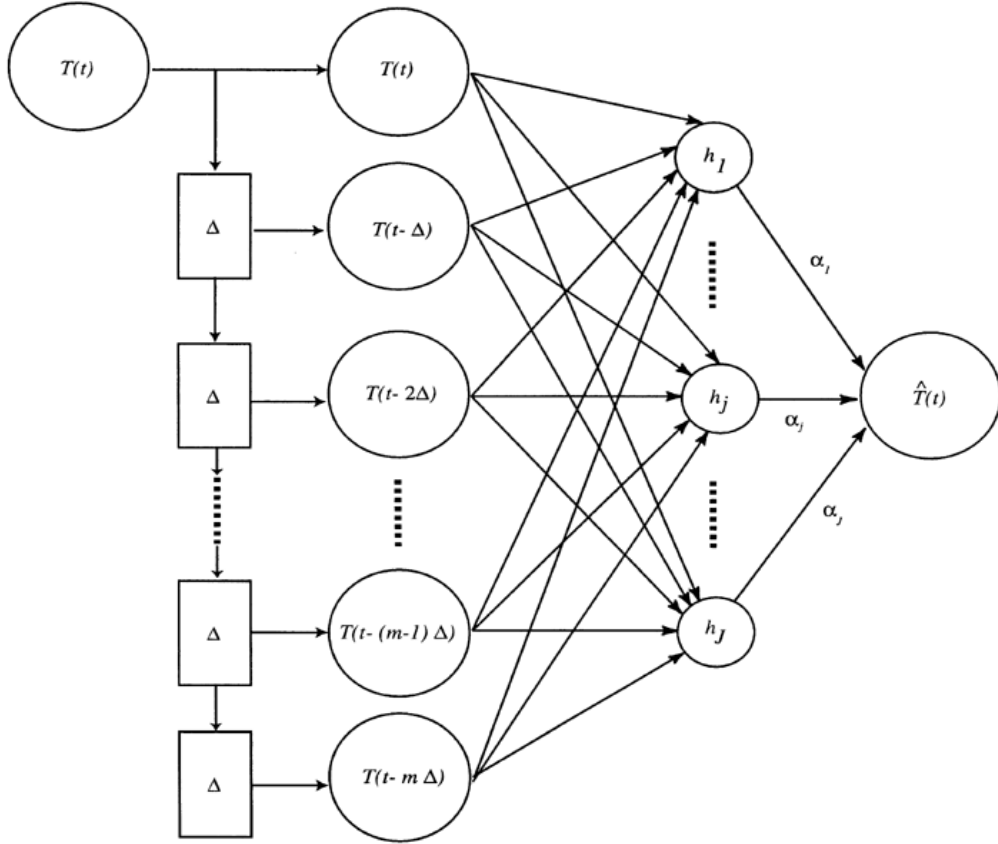 T(t)
T(t)
h1
Δ
T(t- Δ)
α1
Δ
T(t- 2Δ)
hj
αj
T̂(t)
αJ
Δ
T(t- (m-1) Δ)
hJ
Δ
T(t- m Δ)